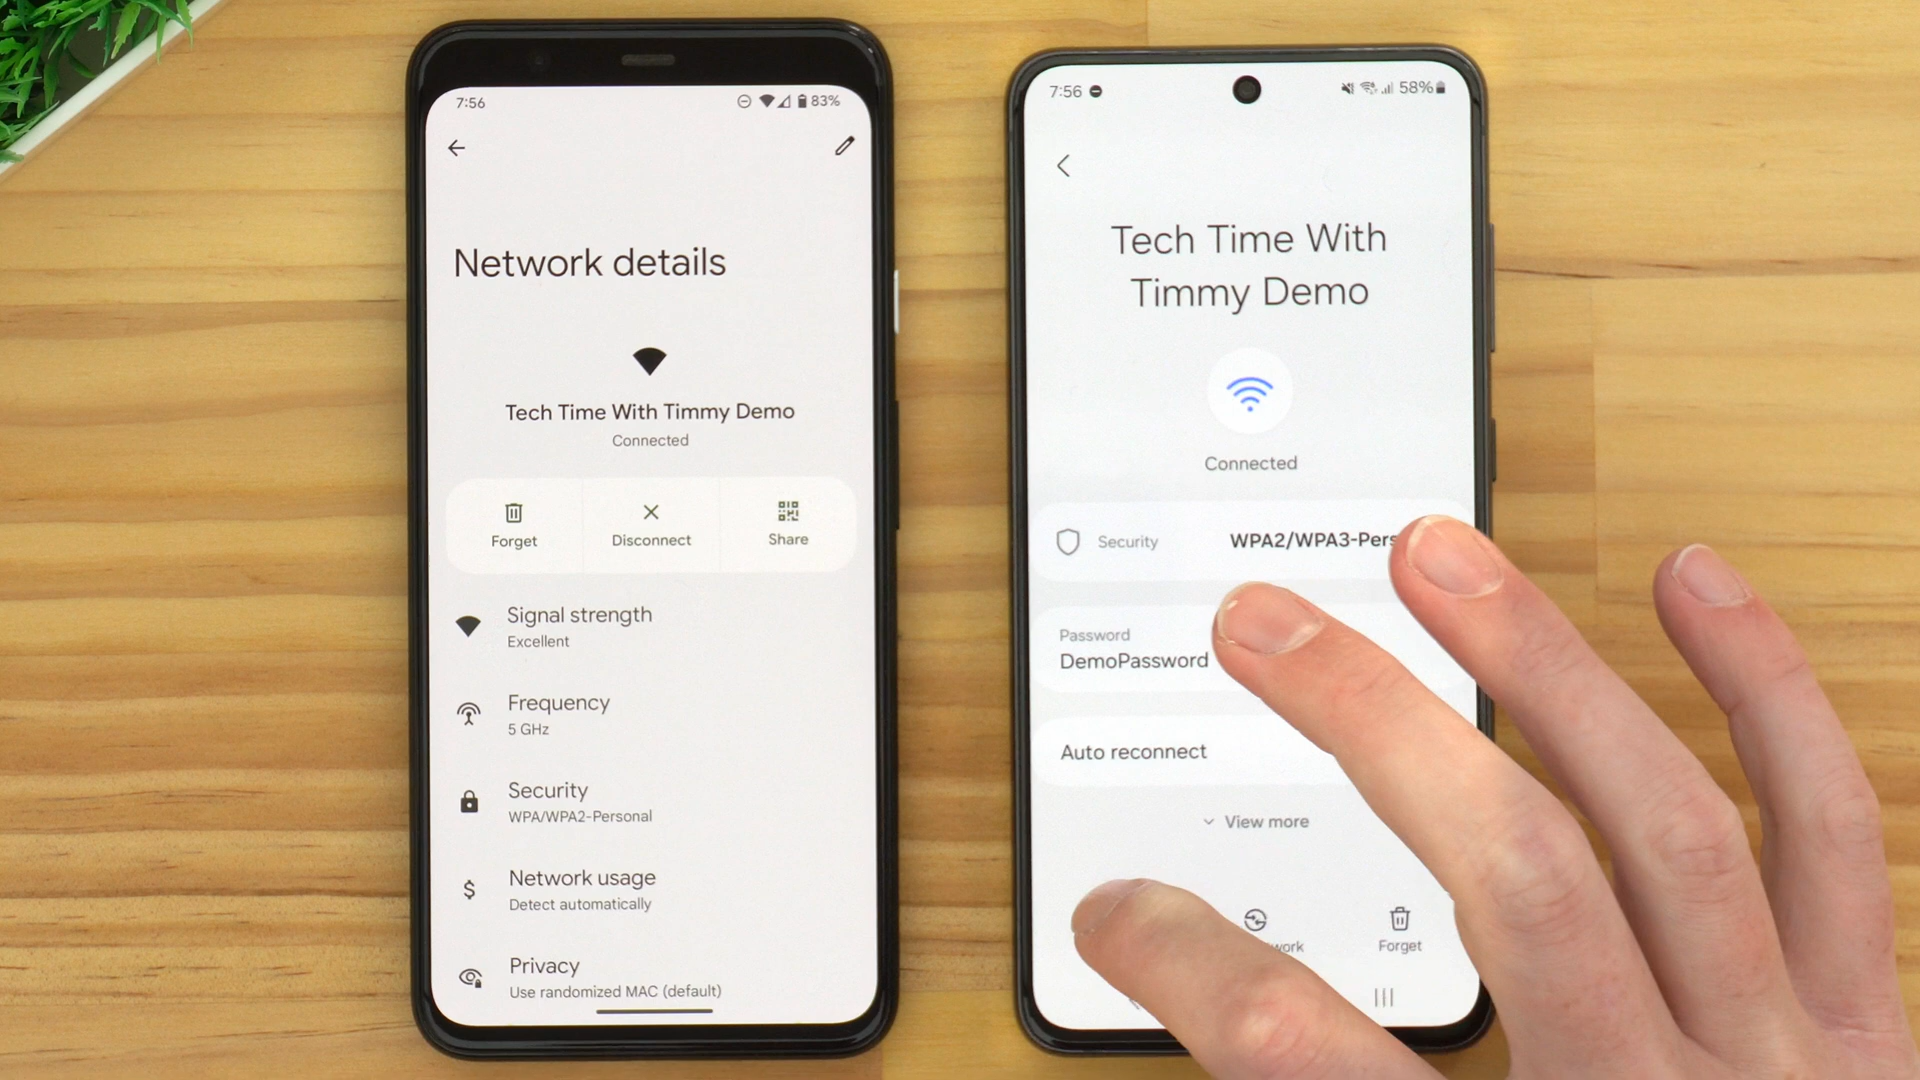 7:56
83%
Network details
Tech Time With Timmy Demo
Connected
Forget
Disconnect
Share
Signal strength
Excellent
Frequency
5 GHz
Security
WPA/WPA2-Personal
Network usage
Detect automatically
Privacy
Use randomized MAC (default)
7:56
58%
Tech Time With
Timmy Demo
Connected
Security
WPA2/WPA3-Pers
Password
DemoPassword
Auto reconnect
View more
Forget